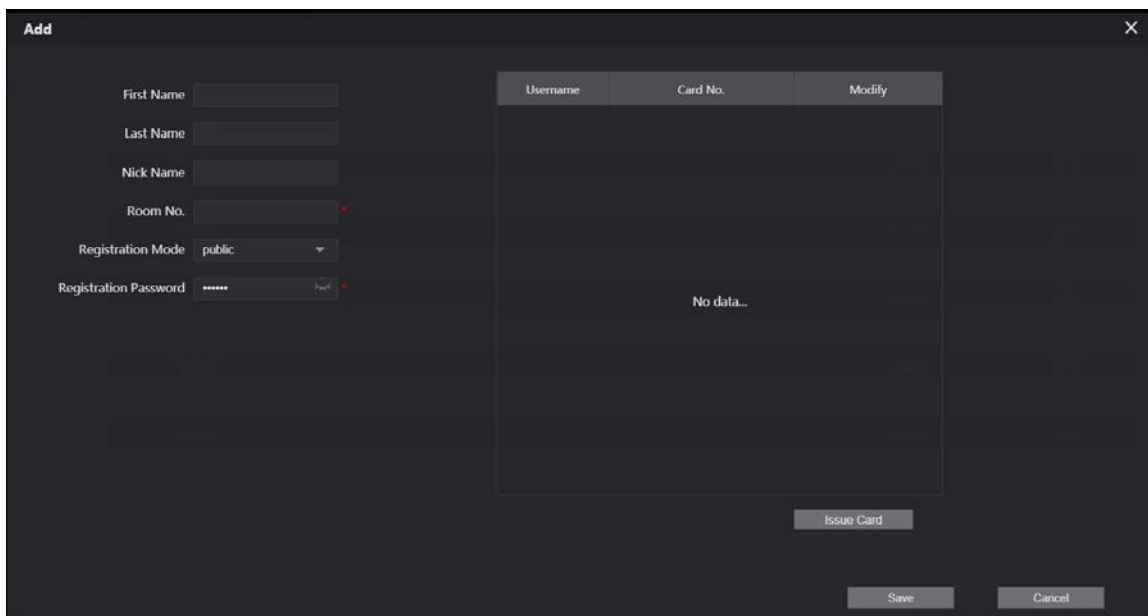 Add
First Name
Last Name
Nick Name
Room No. *
Registration Mode public
Registration Password •••••• *
Username Card No. Modify
No data...
Issue Card
Save Cancel